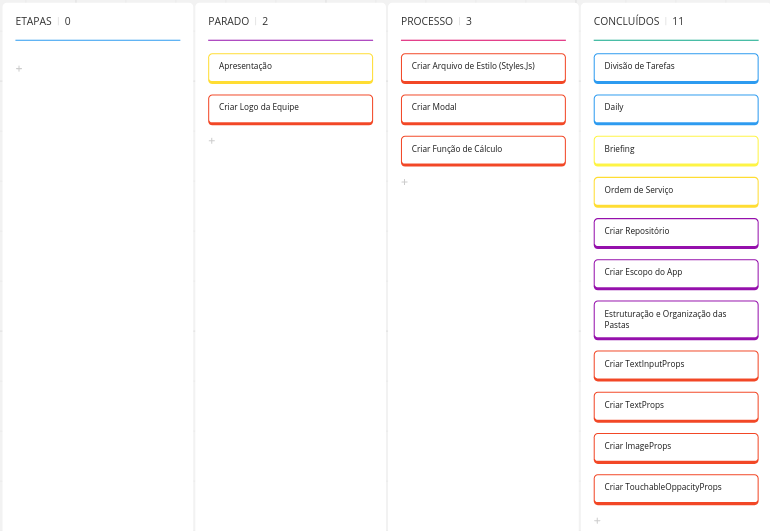 ETAPAS | 0
+
PARADO | 2
Apresentação
Criar Logo da Equipe
+
PROCESSO | 3
Criar Arquivo de Estilo (Styles.Js)
Criar Modal
Criar Função de Cálculo
+
CONCLUÍDOS | 11
Divisão de Tarefas
Daily
Briefing
Ordem de Serviço
Criar Repositório
Criar Escopo do App
Estruturação e Organização das
Pastas
Criar TextInputProps
Criar TextProps
Criar ImageProps
Criar TouchableOppacityProps
+